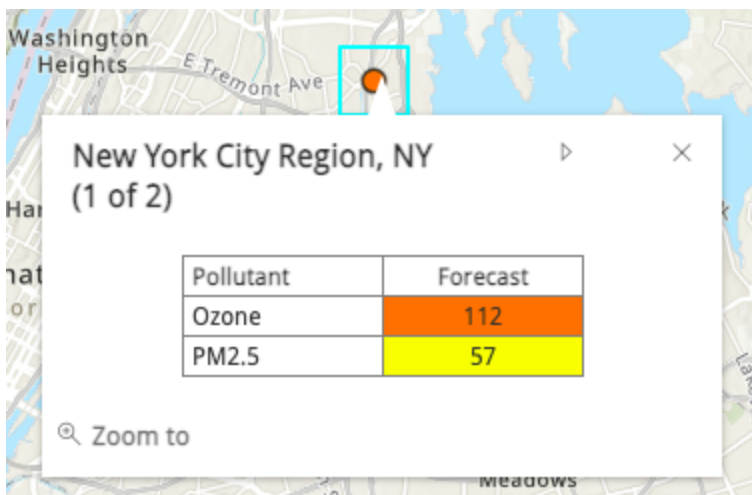 Washington
Heights
E Tremont Ave
New York City Region, NY
(1 of 2)
Pollutant Forecast
Ozone 112
PM2.5 57
Zoom to
Meadows